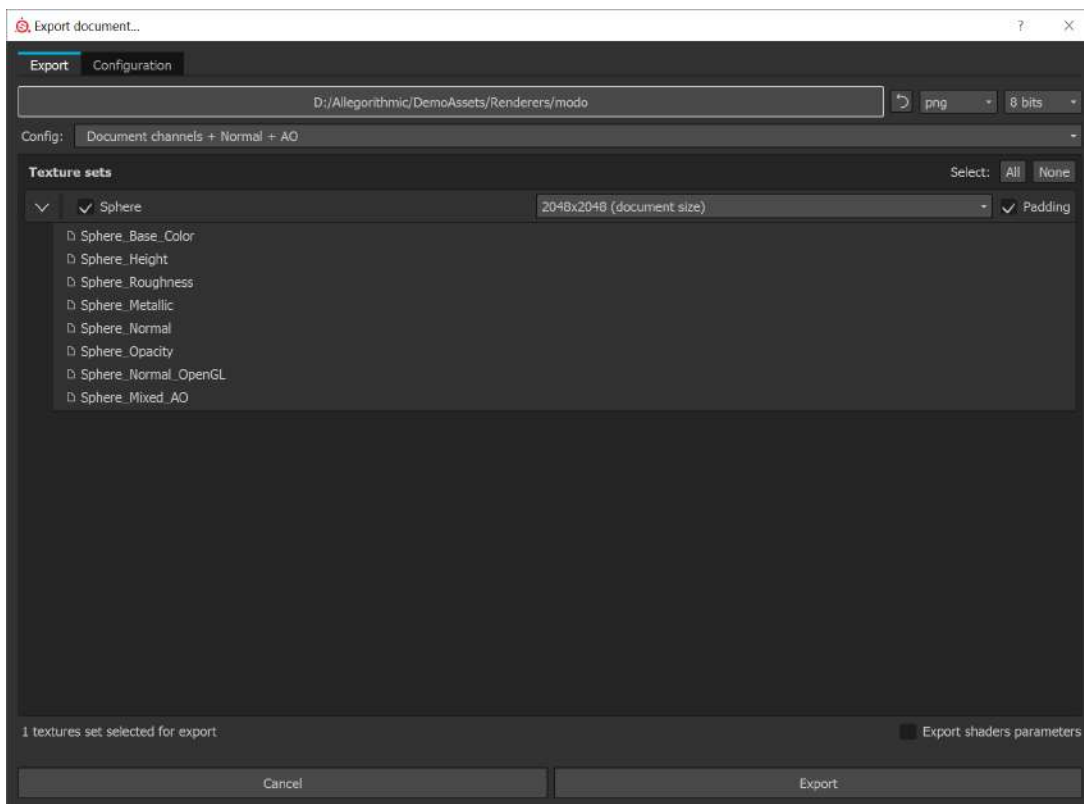 Export document...
?
Export Configuration
D:/Allegorithmic/DemoAssets/Renderers/modo png 8 bits
Config: Document channels + Normal + AO
Texture sets Select: All None
Sphere 2048x2048 (document size) Padding
Sphere_Base_Color
Sphere_Height
Sphere_Roughness
Sphere_Metallic
Sphere_Normal
Sphere_Opacity
Sphere_Normal_OpenGL
Sphere_Mixed_AO
1 textures set selected for export Export shaders parameters
Cancel Export